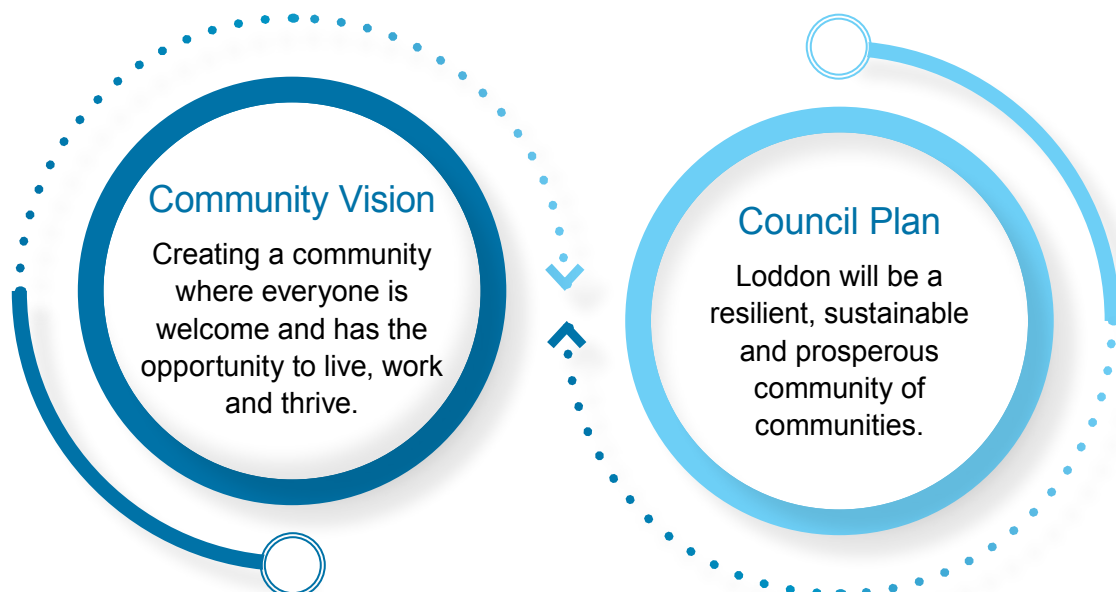 Community Vision
Creating a community
where everyone is
welcome and has the
opportunity to live, work
and thrive.
Council Plan
Loddon will be a
resilient, sustainable
and prosperous
community of
communities.